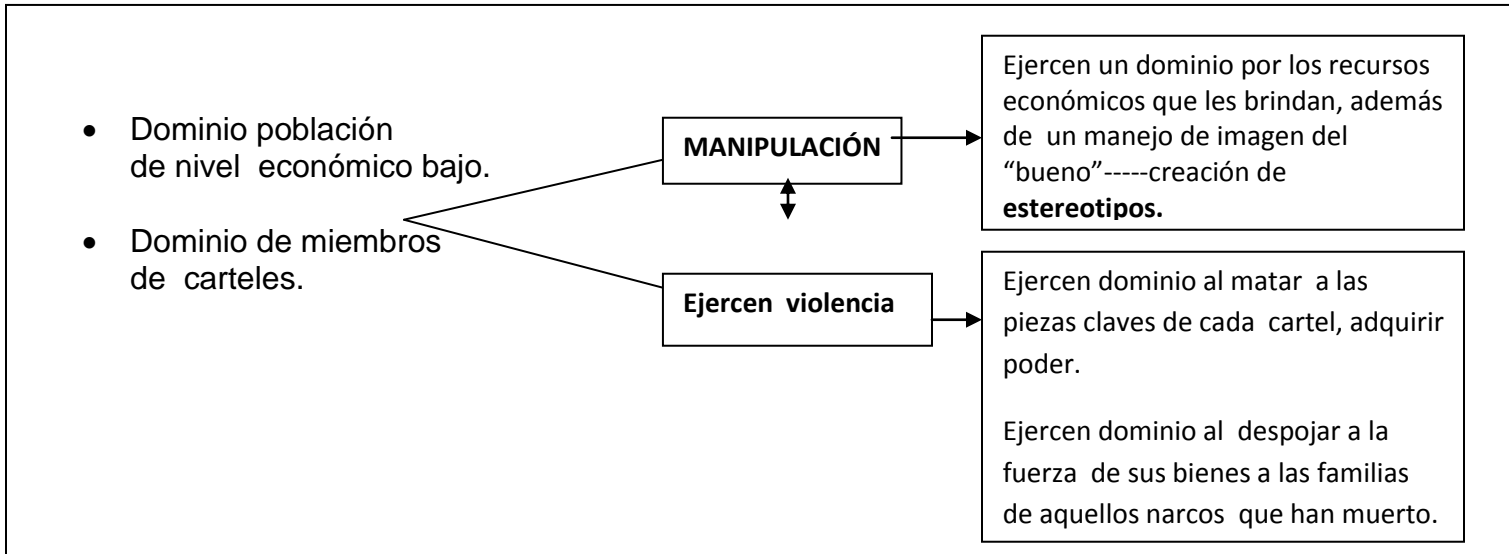 • Dominio población
de nivel económico bajo.
• Dominio de miembros
de carteles.
MANIPULACIÓN
Ejercen violencia
Ejercen un dominio por los recursos
económicos que les brindan, además
de un manejo de imagen del
“bueno”-----creación de
estereotipos.
Ejercen dominio al matar a las
piezas claves de cada cartel, adquirir
poder.
Ejercen dominio al despojar a la
fuerza de sus bienes a las familias
de aquellos narcos que han muerto.